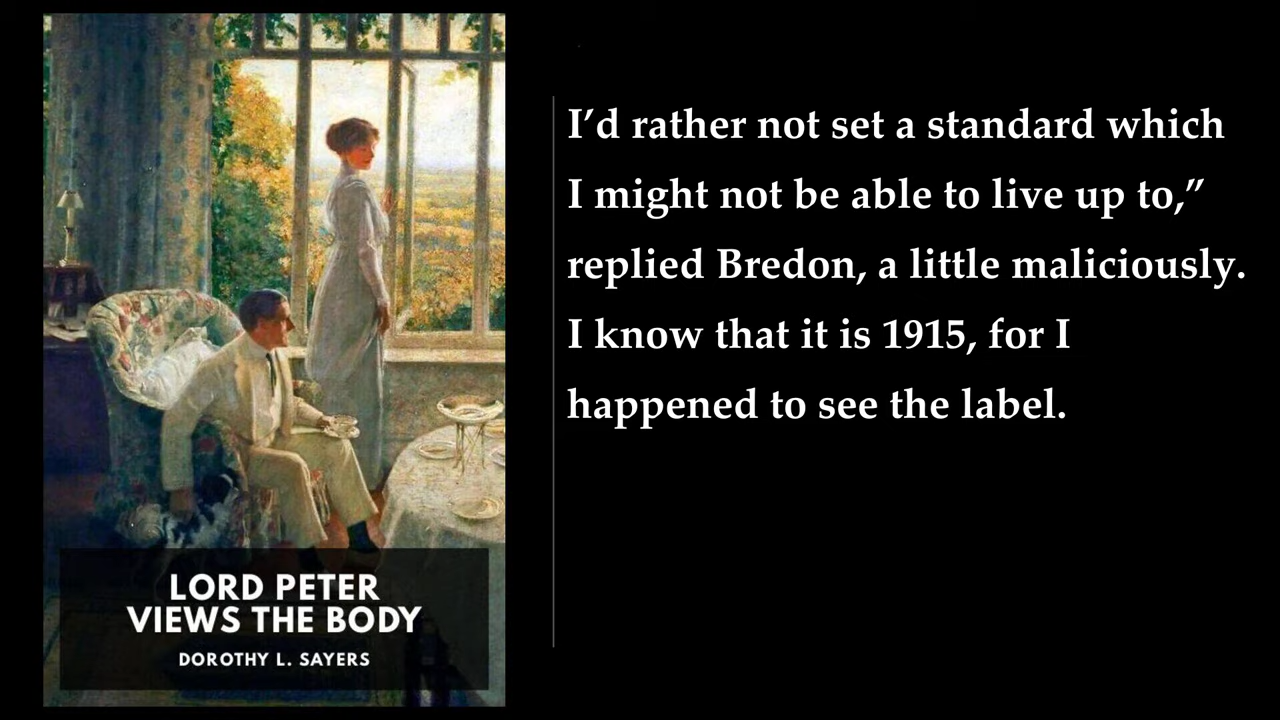 LORD PETER
VIEWS THE BODY
DOROTHY L. SAYERS
I’d rather not set a standard which
I might not be able to live up to,”
replied Bredon, a little maliciously.
I know that it is 1915, for I
happened to see the label.